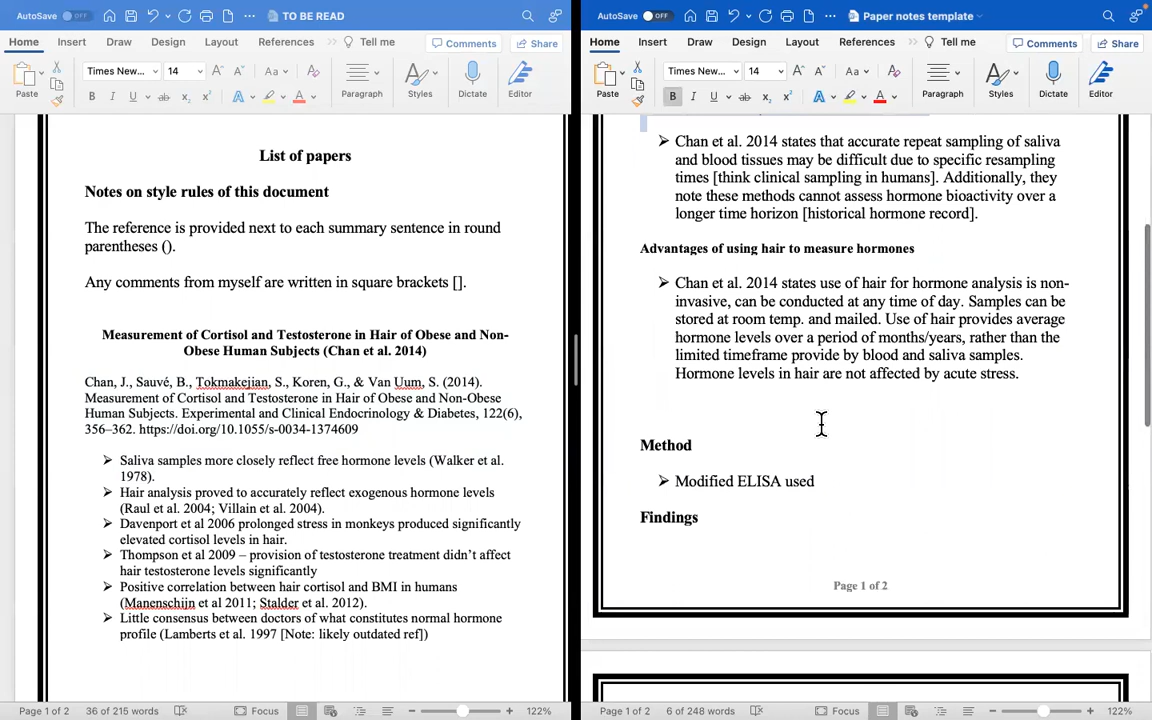 AutoSave OFF TO BE READ
Home Insert Draw Design Layout References Tell me Comments Share
Paste Times New... 14 Aa Paragraph Styles Dictate Editor
B I U ab x₂ x² A A
List of papers
Notes on style rules of this document
The reference is provided next to each summary sentence in round
parentheses ().
Any comments from myself are written in square brackets [].
Measurement of Cortisol and Testosterone in Hair of Obese and Non-
Obese Human Subjects (Chan et al. 2014)
Chan, J., Sauvé, B., Tokmakejian, S., Koren, G., & Van Uum, S. (2014).
Measurement of Cortisol and Testosterone in Hair of Obese and Non-Obese
Human Subjects. Experimental and Clinical Endocrinology & Diabetes, 122(6),
356–362. https://doi.org/10.1055/s-0034-1374609
➢ Saliva samples more closely reflect free hormone levels (Walker et al.
1978).
➢ Hair analysis proved to accurately reflect exogenous hormone levels
(Raul et al. 2004; Villain et al. 2004).
➢ Davenport et al 2006 prolonged stress in monkeys produced significantly
elevated cortisol levels in hair.
➢ Thompson et al 2009 – provision of testosterone treatment didn't affect
hair testosterone levels significantly
➢ Positive correlation between hair cortisol and BMI in humans
(Manenschijn et al 2011; Stalder et al. 2012).
➢ Little consensus between doctors of what constitutes normal hormone
profile (Lamberts et al. 1997 [Note: likely outdated ref])
Page 1 of 2 36 of 215 words Focus 122%
AutoSave OFF Paper notes template
Home Insert Draw Design Layout References Tell me Comments Share
Paste Times New... 14 Aa Paragraph Styles Dictate Editor
B I U ab x₂ x² A A
➢ Chan et al. 2014 states that accurate repeat sampling of saliva
and blood tissues may be difficult due to specific resampling
times [think clinical sampling in humans]. Additionally, they
note these methods cannot assess hormone bioactivity over a
longer time horizon [historical hormone record].
Advantages of using hair to measure hormones
➢ Chan et al. 2014 states use of hair for hormone analysis is non-
invasive, can be conducted at any time of day. Samples can be
stored at room temp. and mailed. Use of hair provides average
hormone levels over a period of months/years, rather than the
limited timeframe provide by blood and saliva samples.
Hormone levels in hair are not affected by acute stress.
Method
➢ Modified ELISA used
Findings
Page 1 of 2
Page 1 of 2 6 of 248 words Focus 122%